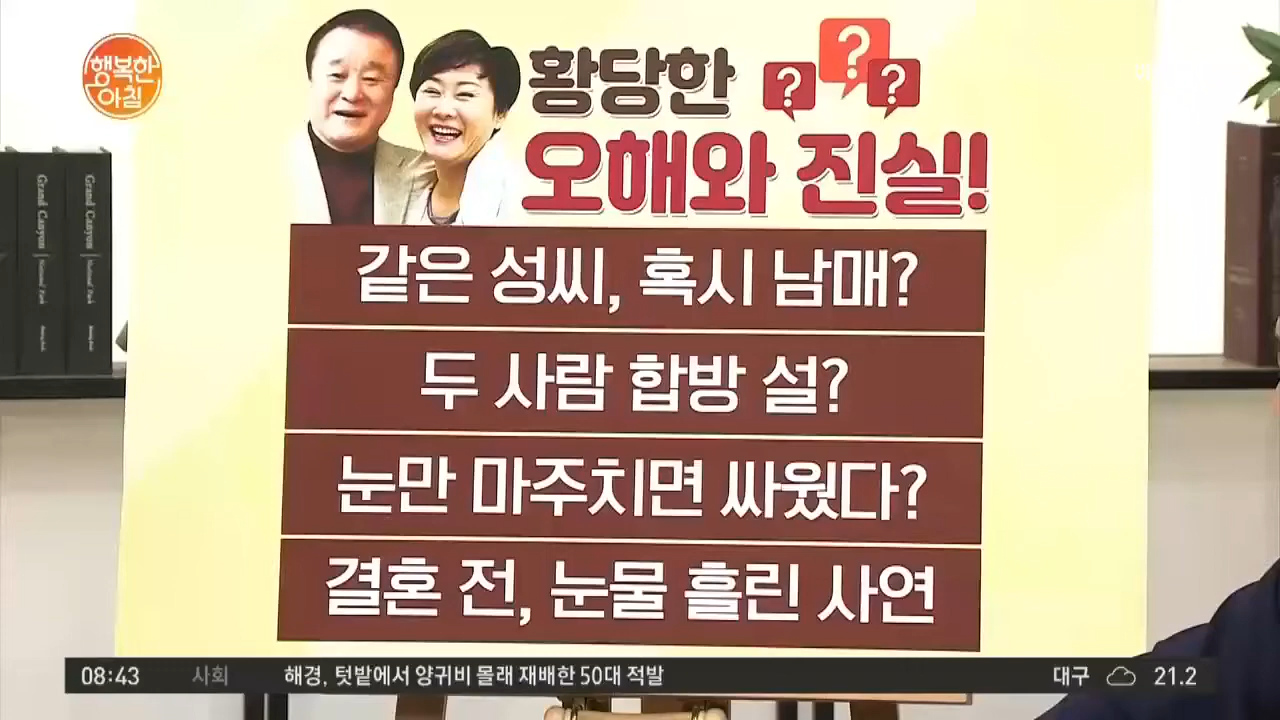 행복한
아침
황당한
???
오해와 진실!
Grand Canyon
National Park
Grand Canyon
National Park
같은 성씨, 혹시 남매?
두 사람 합방 설?
눈만 마주치면 싸웠다?
결혼 전, 눈물 흘린 사연
08:43 사회 해경, 텃밭에서 양귀비 몰래 재배한 50대 적발 대구 21.2